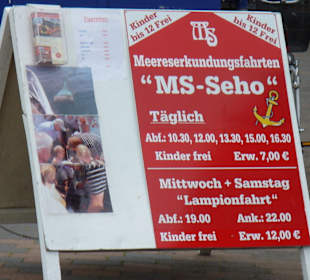 Kinder
bis 12 Frei
Kinder
bis 12 Frei
MS
Meereserkundungsfahrten
"MS-Seho"
Täglich
Abf.: 10.30, 12.00, 13.30, 15.00, 16.30
Kinder frei Erw. 7,00 €
Mittwoch + Samstag
"Lampionfahrt"
Abf.: 19.00 Ank.: 22.00
Kinder frei Erw. 12,00 €